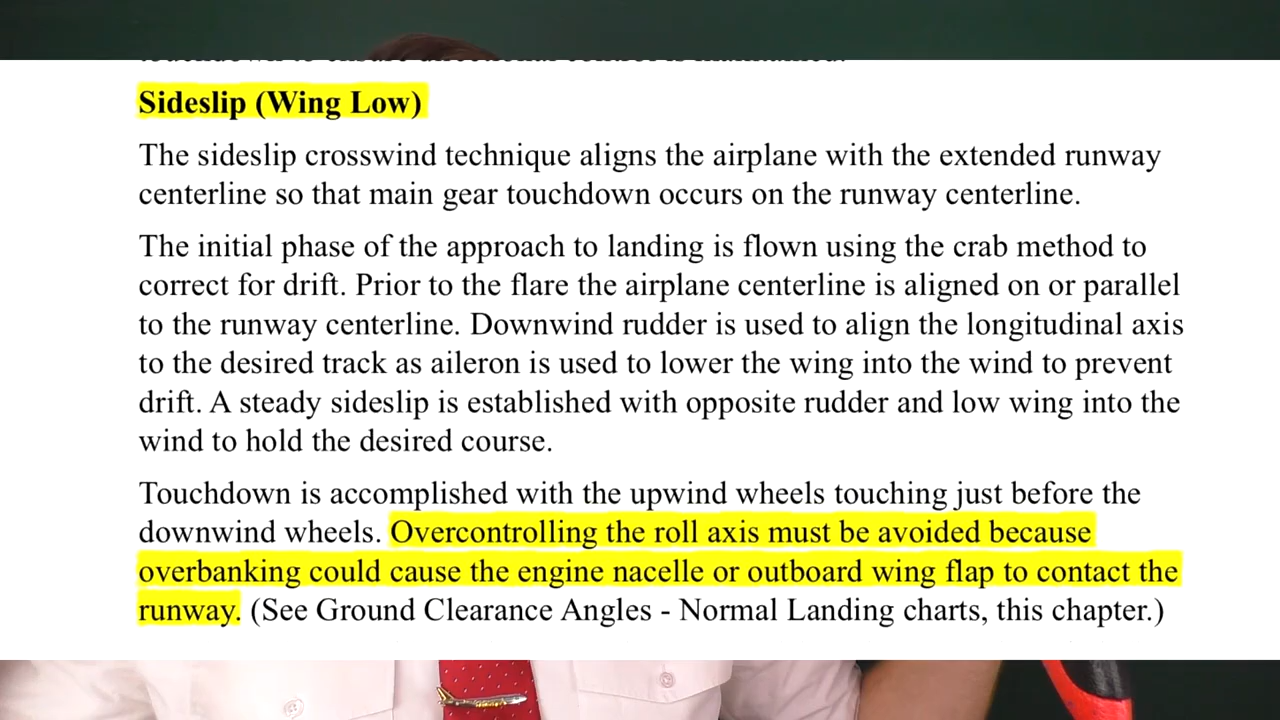 Sideslip (Wing Low)
The sideslip crosswind technique aligns the airplane with the extended runway
centerline so that main gear touchdown occurs on the runway centerline.
The initial phase of the approach to landing is flown using the crab method to
correct for drift. Prior to the flare the airplane centerline is aligned on or parallel
to the runway centerline. Downwind rudder is used to align the longitudinal axis
to the desired track as aileron is used to lower the wing into the wind to prevent
drift. A steady sideslip is established with opposite rudder and low wing into the
wind to hold the desired course.
Touchdown is accomplished with the upwind wheels touching just before the
downwind wheels. Overcontrolling the roll axis must be avoided because
overbanking could cause the engine nacelle or outboard wing flap to contact the
runway. (See Ground Clearance Angles - Normal Landing charts, this chapter.)